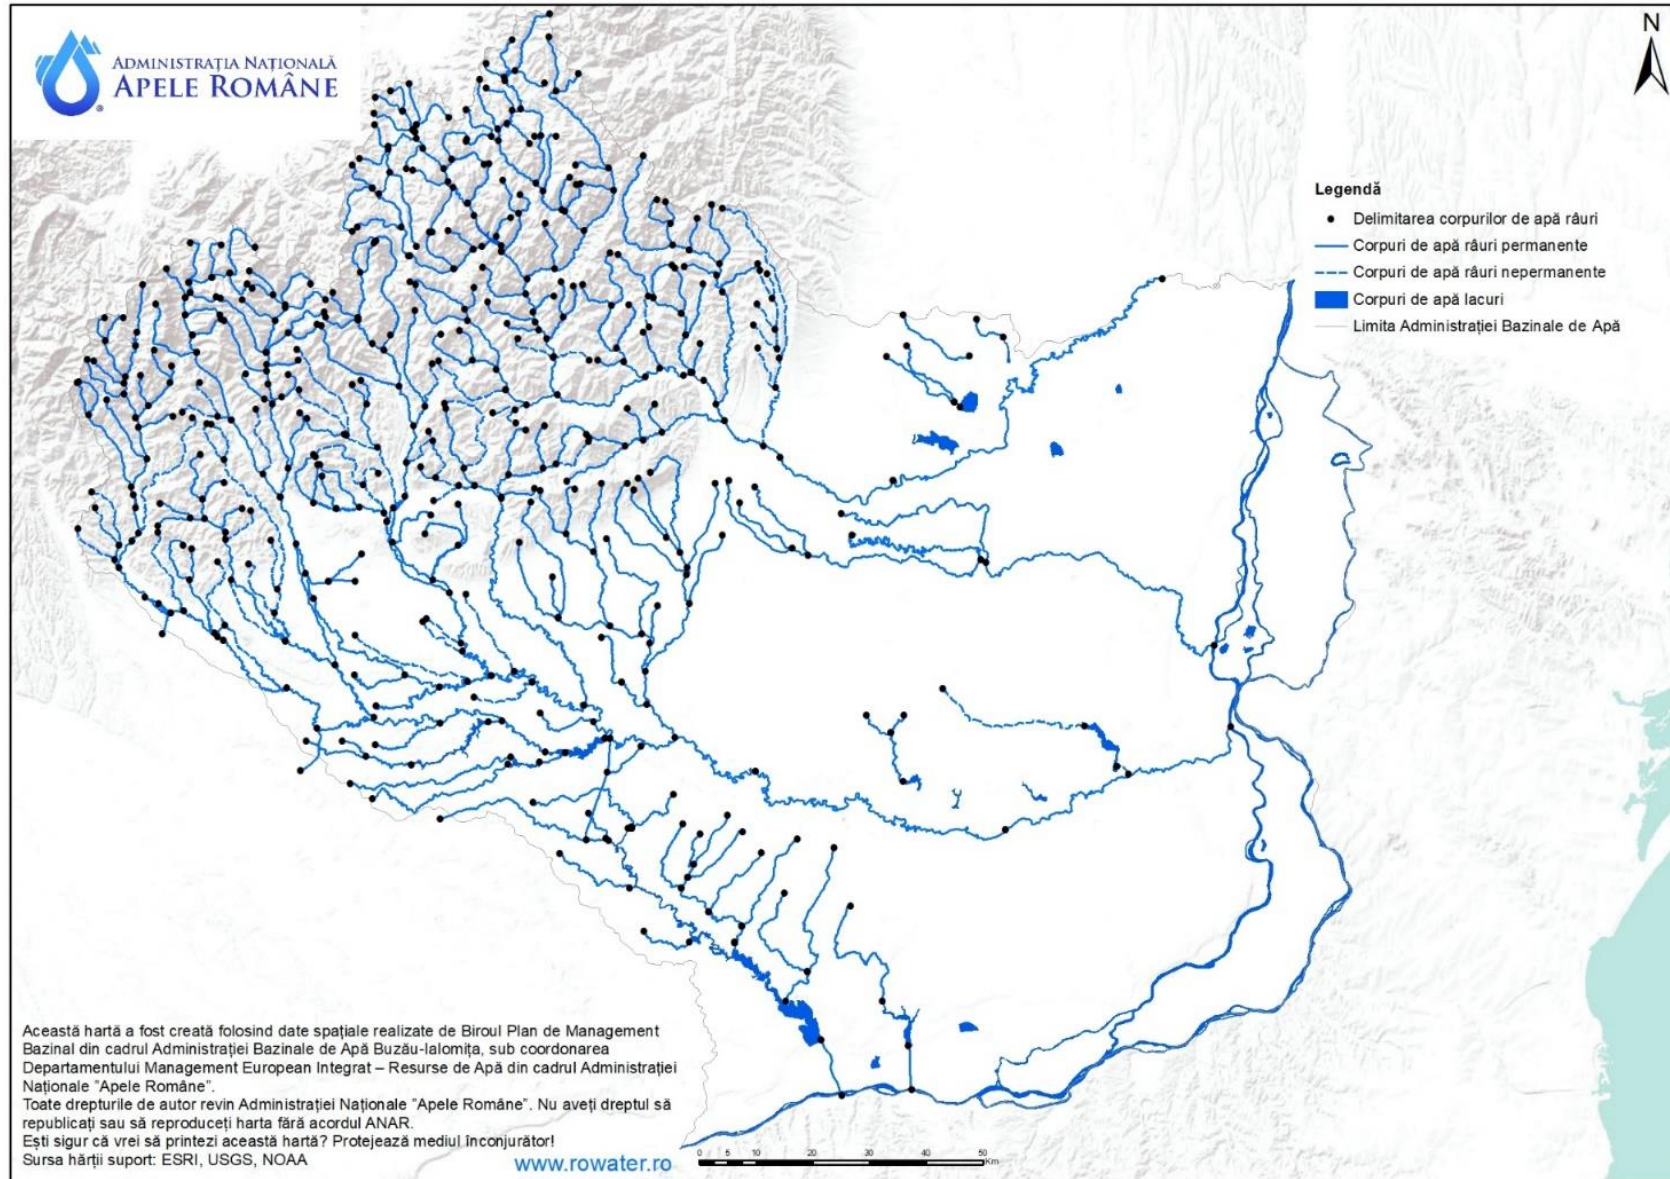 ADMINISTRAȚIA NAȚIONALĂ
APELE ROMÂNE
®
N
Legendă
Delimitarea corpurilor de apă râuri
Corpuri de apă râuri permanente
Corpuri de apă râuri nepermanente
Corpuri de apă lacuri
Limita Administrației Bazinale de Apă
Această hartă a fost creată folosind date spațiale realizate de Biroul Plan de Management
Bazinal din cadrul Administrației Bazinale de Apă Buzău-Ialomița, sub coordonarea
Departamentului Management European Integrat – Resurse de Apă din cadrul Administrației
Naționale "Apele Române".
Toate drepturile de autor revin Administrației Naționale "Apele Române". Nu aveți dreptul să
republicați sau să reproduceți harta fără acordul ANAR.
Ești sigur că vrei să printezi această hartă? Protejează mediul înconjurător!
Sursa hărții suport: ESRI, USGS, NOAA
www.rowater.ro
0 5 10 20 30 40 50
Km